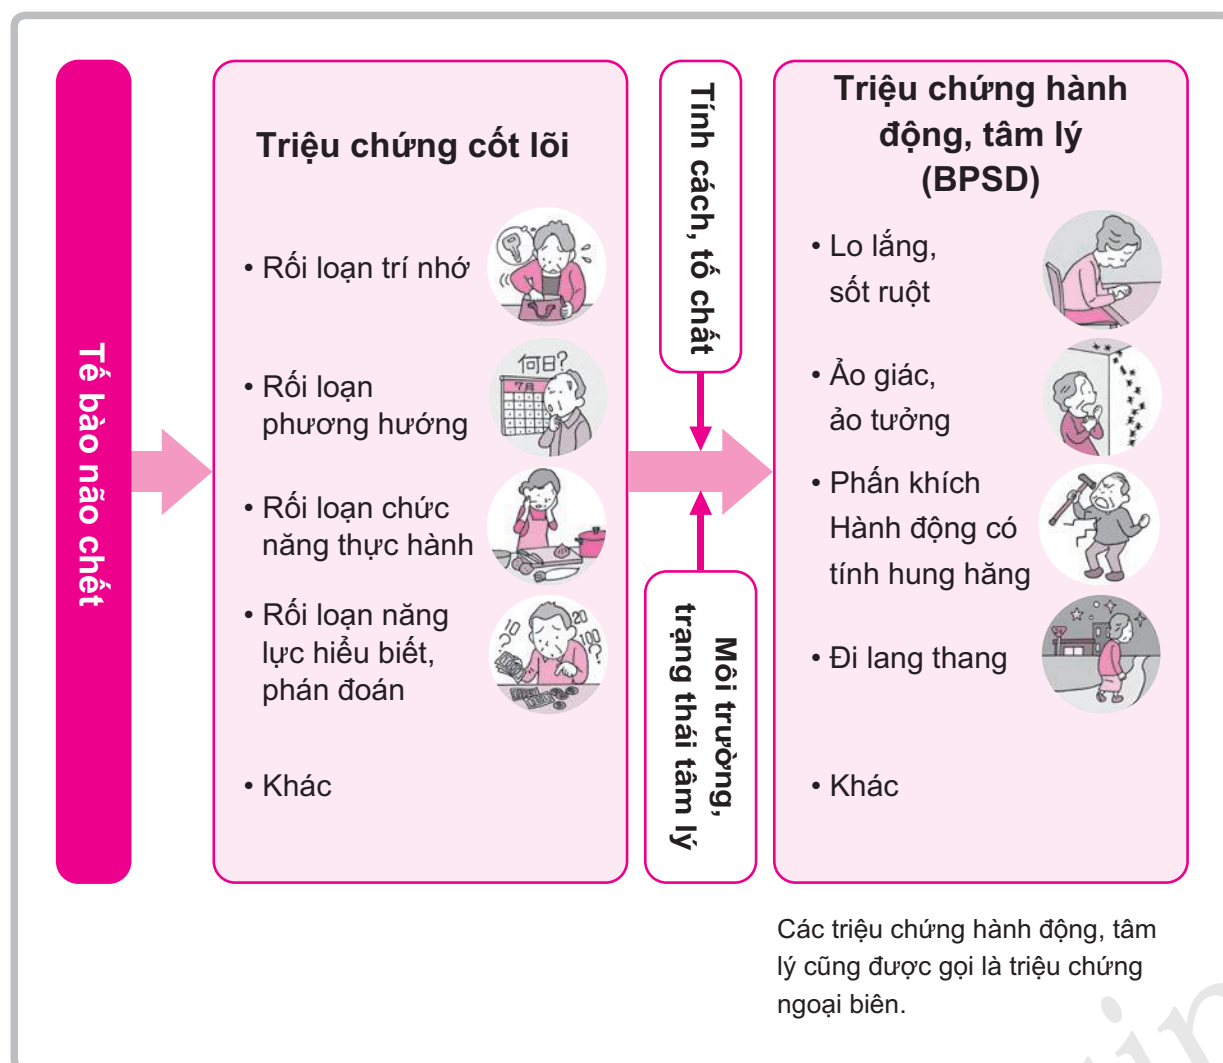 Tế bào não chết
Triệu chứng cốt lõi
• Rối loạn trí nhớ
• Rối loạn
phương hướng
何日?
7月
• Rối loạn chức
năng thực hành
• Rối loạn năng
lực hiểu biết,
phán đoán
10
?
20
100
?
• Khác
Tính cách, tố chất
Môi trường,
trạng thái tâm lý
Triệu chứng hành
động, tâm lý
(BPSD)
• Lo lắng,
sốt ruột
• Ảo giác,
ảo tưởng
• Phấn khích
Hành động có
tính hung hăng
• Đi lang thang
• Khác
Các triệu chứng hành động, tâm
lý cũng được gọi là triệu chứng
ngoại biên.